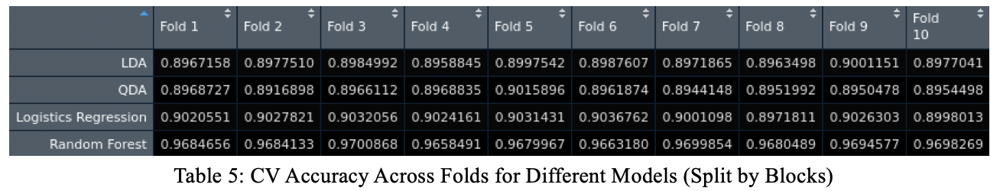 Fold 1 Fold 2 Fold 3 Fold 4 Fold 5 Fold 6 Fold 7 Fold 8 Fold 9 Fold 10
LDA 0.8967158 0.8977510 0.8984992 0.8958845 0.8997542 0.8987607 0.8971865 0.8963498 0.9001151 0.8977041
QDA 0.8968727 0.8916898 0.8966112 0.8968835 0.9015896 0.8961874 0.8944148 0.8951992 0.8950478 0.8954498
Logistics Regression 0.9020551 0.9027821 0.9032056 0.9024161 0.9031431 0.9036762 0.9001098 0.8971811 0.9026303 0.8998013
Random Forest 0.9684656 0.9684133 0.9700868 0.9658491 0.9679967 0.9663180 0.9699854 0.9680489 0.9694577 0.9698269
Table 5: CV Accuracy Across Folds for Different Models (Split by Blocks)